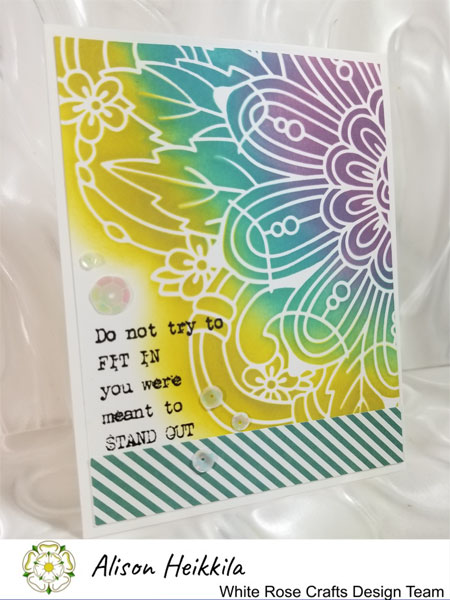 Do not try to
FIT IN
you were
meant to
STAND OUT
Alison Heikkila
White Rose Crafts Design Team